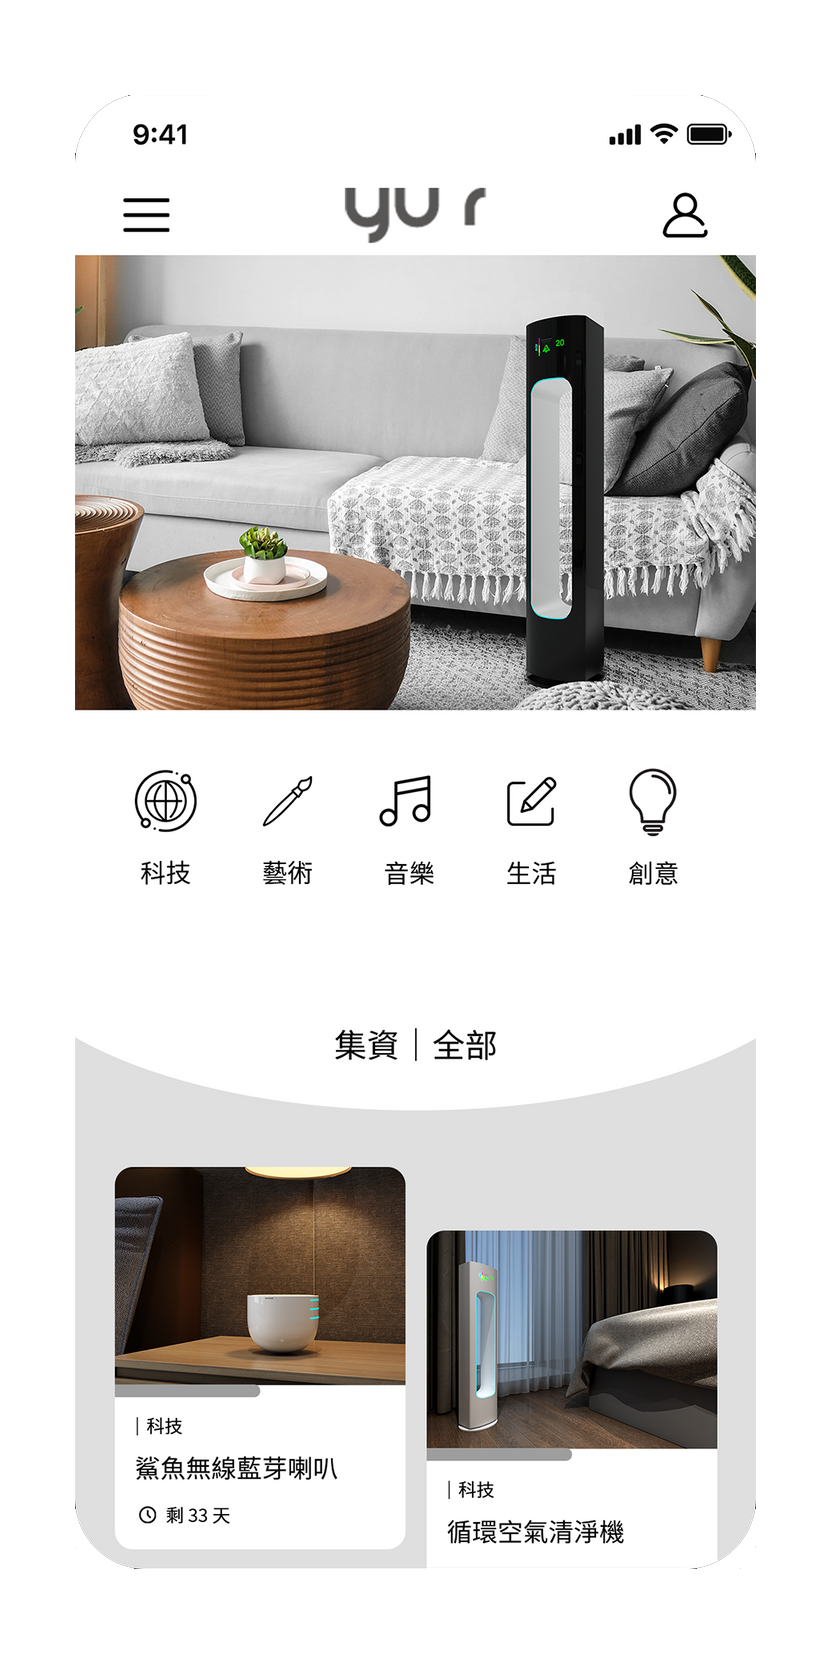 9:41
yu r
20
科技
藝術
音樂
生活
創意
集資｜全部
| 科技
鯊魚無線藍芽喇叭
剩 33 天
| 科技
循環空氣清淨機